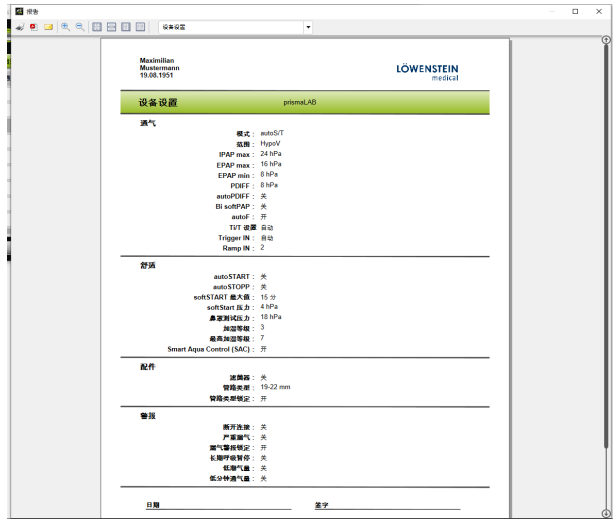 报告
设备设置
Maximilian
Mustermann
19.08.1951
LÖWENSTEIN
medical
设备设置 prismaLAB
通气
模式： autoS/T
范围： HypoV
IPAP max： 24 hPa
EPAP max： 16 hPa
EPAP min： 8 hPa
PDIFF： 8 hPa
autoPDIFF： 关
Bi softPAP： 关
autoF： 开
Ti/T 设置 自动
Trigger IN： 自动
Ramp IN： 2
舒适
autoSTART： 关
autoSTOPP： 关
softSTART 最大值： 15 分
softStart 压力： 4 hPa
鼻罩测试压力： 18 hPa
加湿等级： 3
最高加湿等级： 7
Smart Aqua Control (SAC)： 开
配件
滤菌器： 关
管路类型： 19-22 mm
管路类型锁定： 开
警报
断开连接： 关
严重漏气： 关
漏气警报锁定： 开
长期呼吸暂停： 关
低潮气量： 关
低分钟通气量： 关
日期 签字